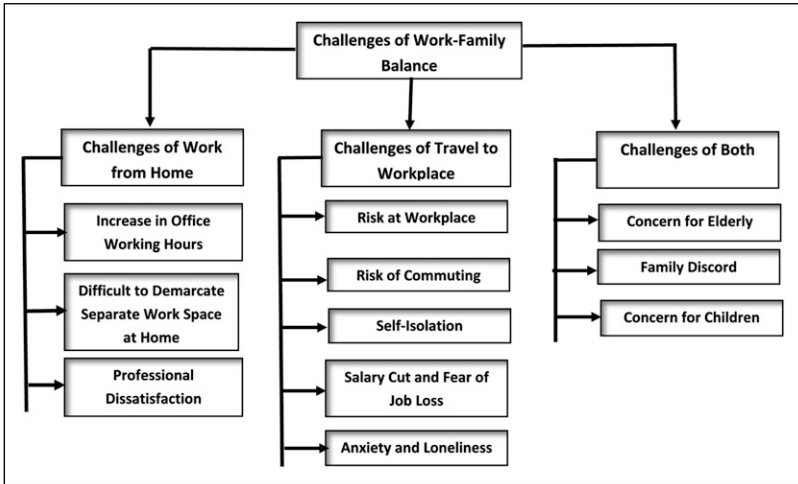 Challenges of Work-Family
Balance
Challenges of Work
from Home
Increase in Office
Working Hours
Difficult to Demarcate
Separate Work Space
at Home
Professional
Dissatisfaction
Challenges of Travel to
Workplace
Risk at Workplace
Risk of Commuting
Self-Isolation
Salary Cut and Fear of
Job Loss
Anxiety and Loneliness
Challenges of Both
Concern for Elderly
Family Discord
Concern for Children